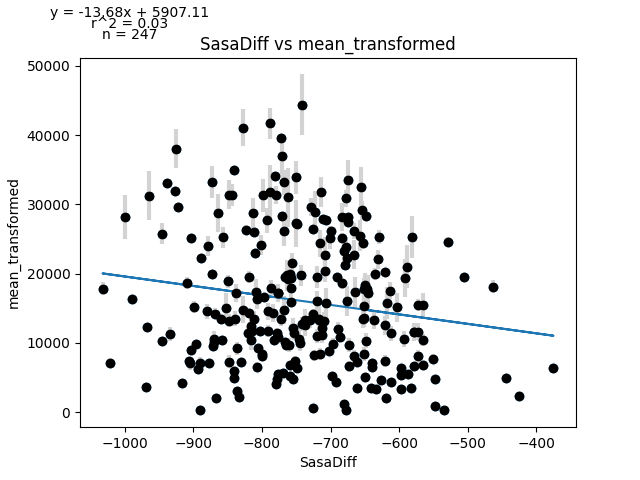 y = -13.68x + 5907.11
r^2 = 0.03
n = 247
SasaDiff vs mean_transformed
50000
40000
30000
20000
10000
0
mean_transformed
−1000 −900 −800 −700 −600 −500 −400
SasaDiff